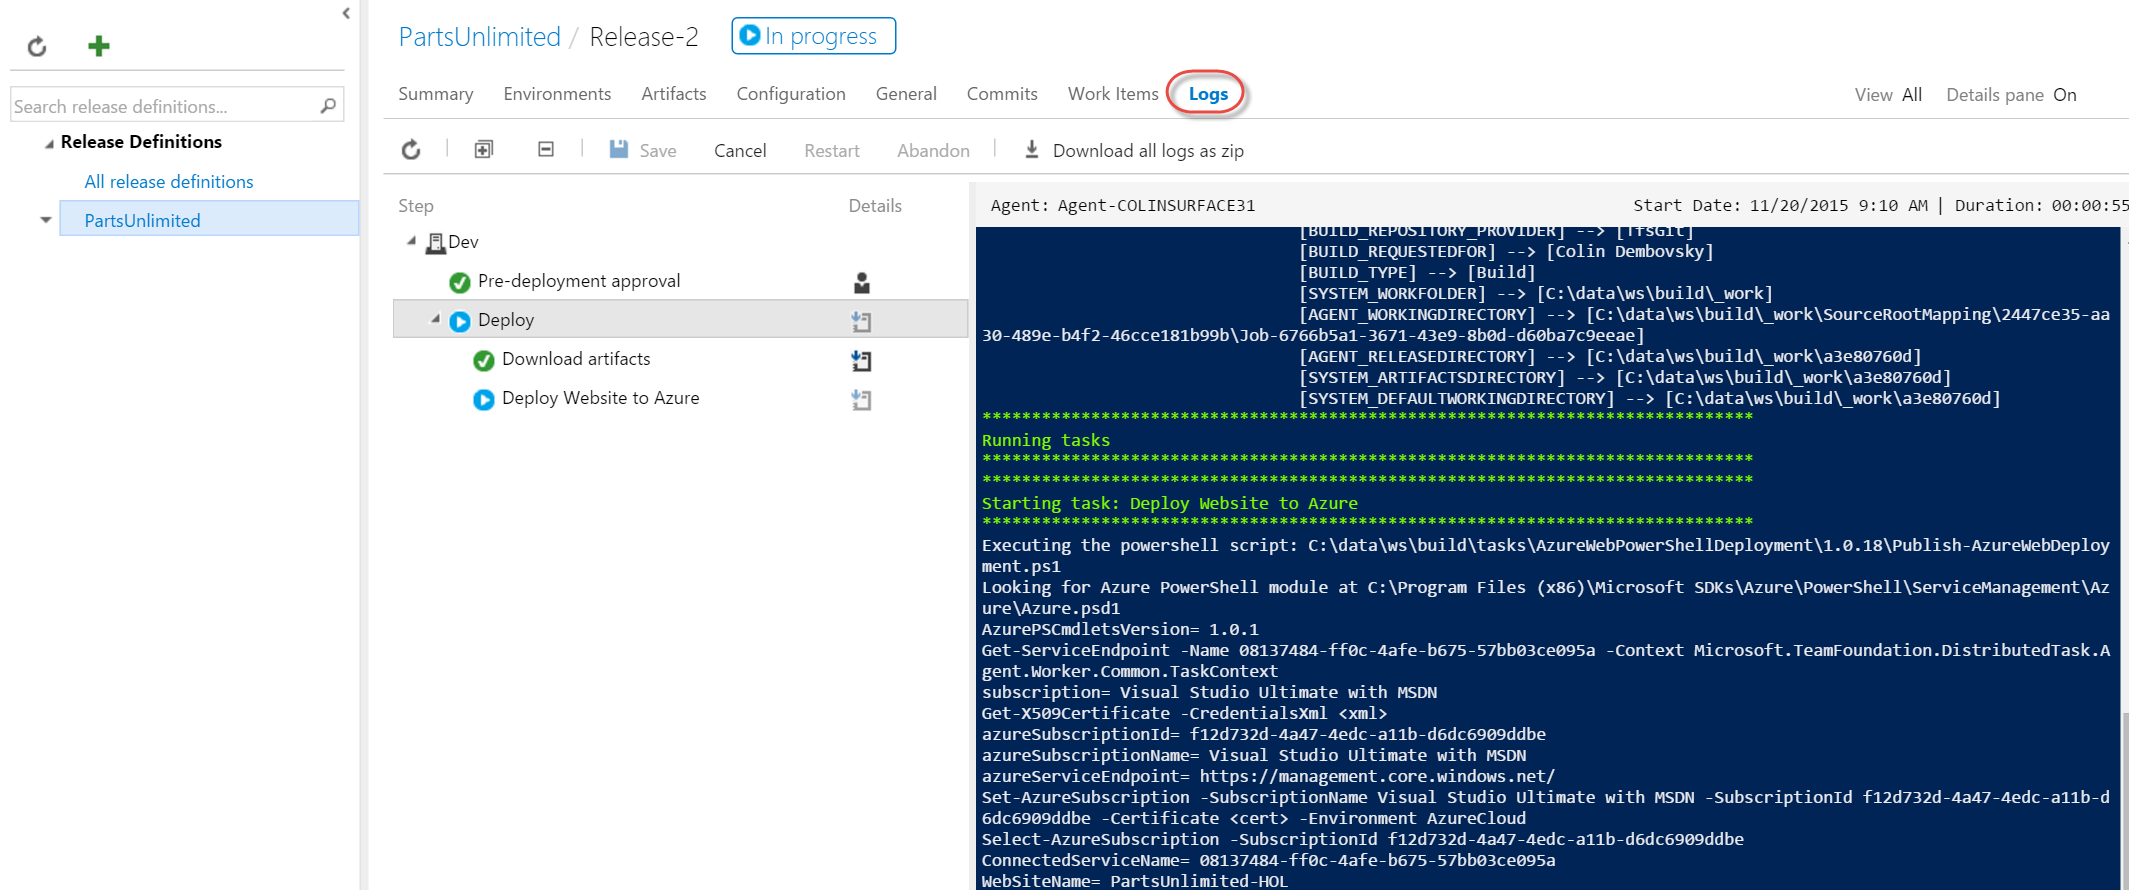 PartsUnlimited / Release-2 In progress
Summary Environments Artifacts Configuration General Commits Work Items Logs
View All Details pane On
Search release definitions...
Release Definitions
All release definitions
PartsUnlimited
Save Cancel Restart Abandon Download all logs as zip
Step Details
Dev
Pre-deployment approval
Deploy
Download artifacts
Deploy Website to Azure
Agent: Agent-COLINSURFACE31 Start Date: 11/20/2015 9:10 AM | Duration: 00:00:55
[BUILD_REPOSITORY_PROVIDER] --> [TfsGit]
[BUILD_REQUESTEDFOR] --> [Colin Dembovsky]
[BUILD_TYPE] --> [Build]
[SYSTEM_WORKFOLDER] --> [C:\data\ws\build\_work]
[AGENT_WORKINGDIRECTORY] --> [C:\data\ws\build\_work\SourceRootMapping\2447ce35-aa
30-489e-b4f2-46cce181b99b\Job-6766b5a1-3671-43e9-8b0d-d60ba7c9eeae]
[AGENT_RELEASEDIRECTORY] --> [C:\data\ws\build\_work\a3e80760d]
[SYSTEM_ARTIFACTSDIRECTORY] --> [C:\data\ws\build\_work\a3e80760d]
[SYSTEM_DEFAULTWORKINGDIRECTORY] --> [C:\data\ws\build\_work\a3e80760d]
******************************************************************************
Running tasks
******************************************************************************
******************************************************************************
Starting task: Deploy Website to Azure
******************************************************************************
Executing the powershell script: C:\data\ws\build\tasks\AzureWebPowerShellDeployment\1.0.18\Publish-AzureWebDeploy
ment.ps1
Looking for Azure PowerShell module at C:\Program Files (x86)\Microsoft SDKs\Azure\PowerShell\ServiceManagement\Az
ure\Azure.psd1
AzurePSCmdletsVersion= 1.0.1
Get-ServiceEndpoint -Name 08137484-ff0c-4afe-b675-57bb03ce095a -Context Microsoft.TeamFoundation.DistributedTask.A
gent.Worker.Common.TaskContext
subscription= Visual Studio Ultimate with MSDN
Get-X509Certificate -CredentialsXml <xml>
azureSubscriptionId= f12d732d-4a47-4edc-a11b-d6dc6909ddbe
azureSubscriptionName= Visual Studio Ultimate with MSDN
azureServiceEndpoint= https://management.core.windows.net/
Set-AzureSubscription -SubscriptionName Visual Studio Ultimate with MSDN -SubscriptionId f12d732d-4a47-4edc-a11b-d
6dc6909ddbe -Certificate <cert> -Environment AzureCloud
Select-AzureSubscription -SubscriptionId f12d732d-4a47-4edc-a11b-d6dc6909ddbe
ConnectedServiceName= 08137484-ff0c-4afe-b675-57bb03ce095a
WebSiteName= PartsUnlimited-HOL